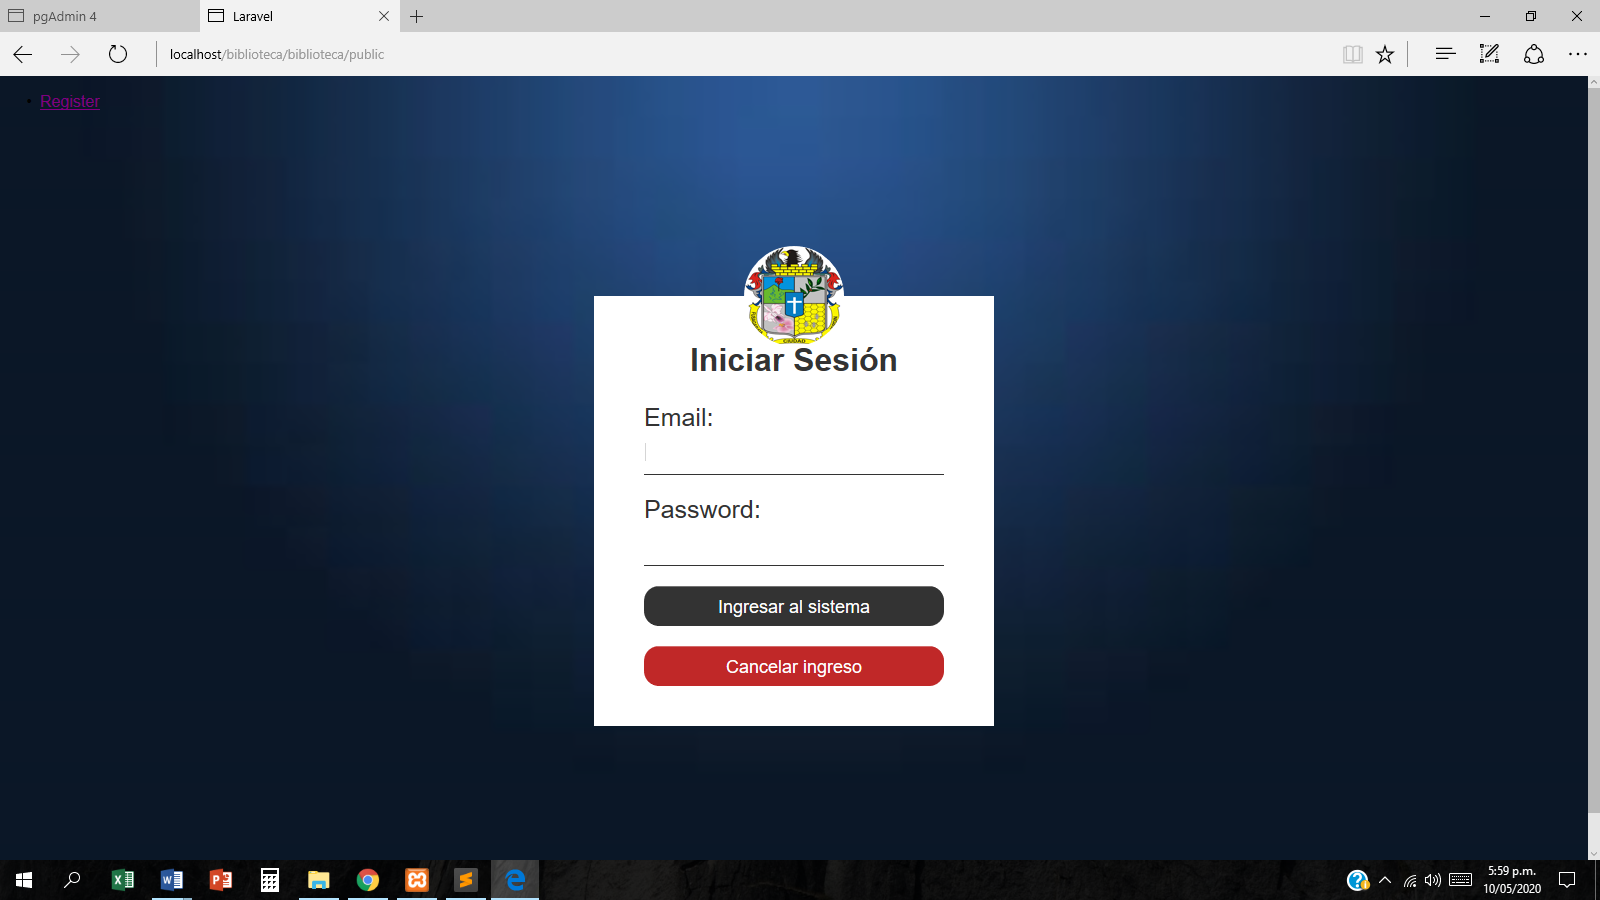 pgAdmin 4
Laravel
localhost/biblioteca/biblioteca/public
Register
CIUDAD
Iniciar Sesión
Email:
Password:
Ingresar al sistema
Cancelar ingreso
5:59 p.m.
10/05/2020